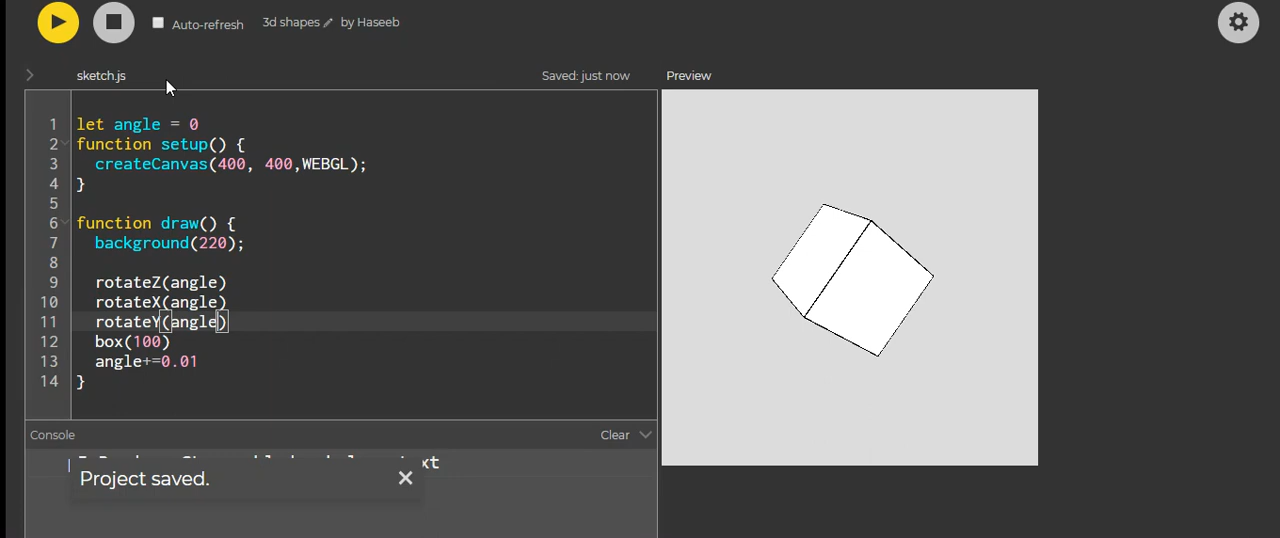 Auto-refresh 3d shapes by Haseeb
sketch.js Saved: just now Preview
1 let angle = 0
2 function setup() {
3 createCanvas(400, 400,WEBGL);
4 }
5
6 function draw() {
7 background(220);
8
9 rotateZ(angle)
10 rotateX(angle)
11 rotateY(angle)
12 box(100)
13 angle+=0.01
14 }
Console Clear
Project saved.